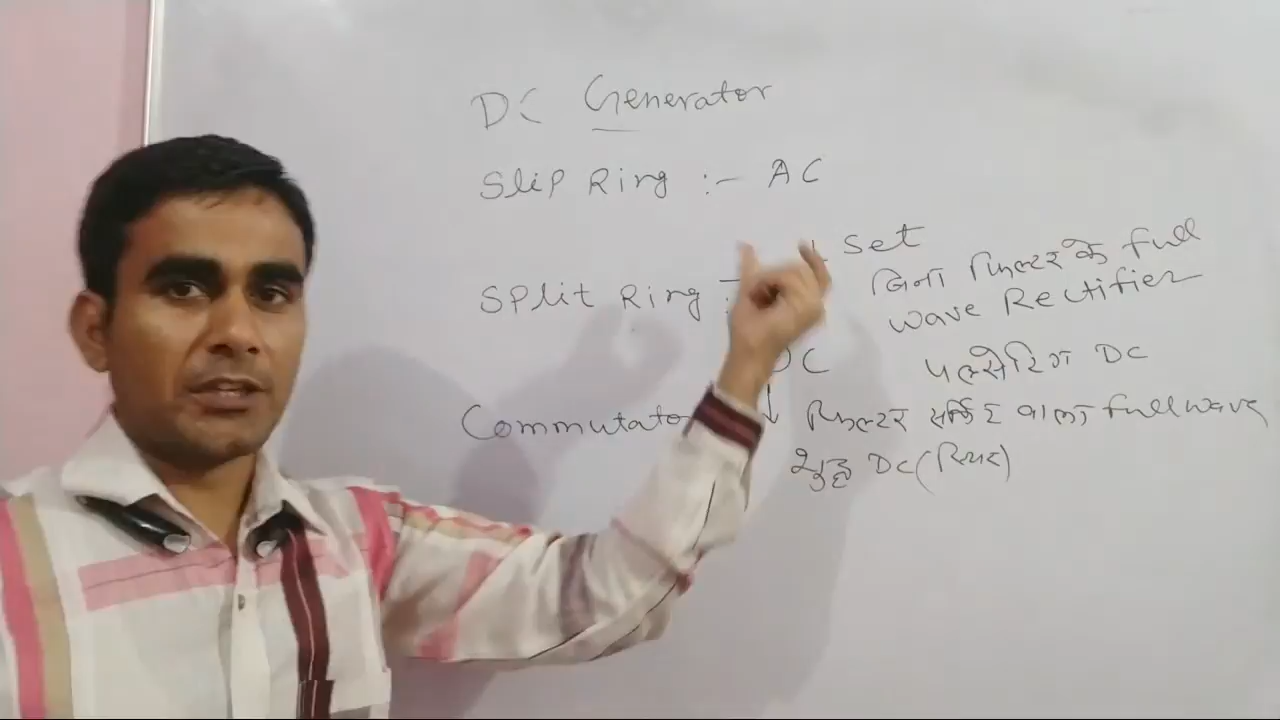 DC Generator
Slip Ring :- AC
Set
Split Ring :
बिना फिल्टर के full
wave Rectifier
DC
पल्सेटिंग DC
Commutator
फिल्टर सर्किट वाला full wave
शुद्ध DC (स्थिर)